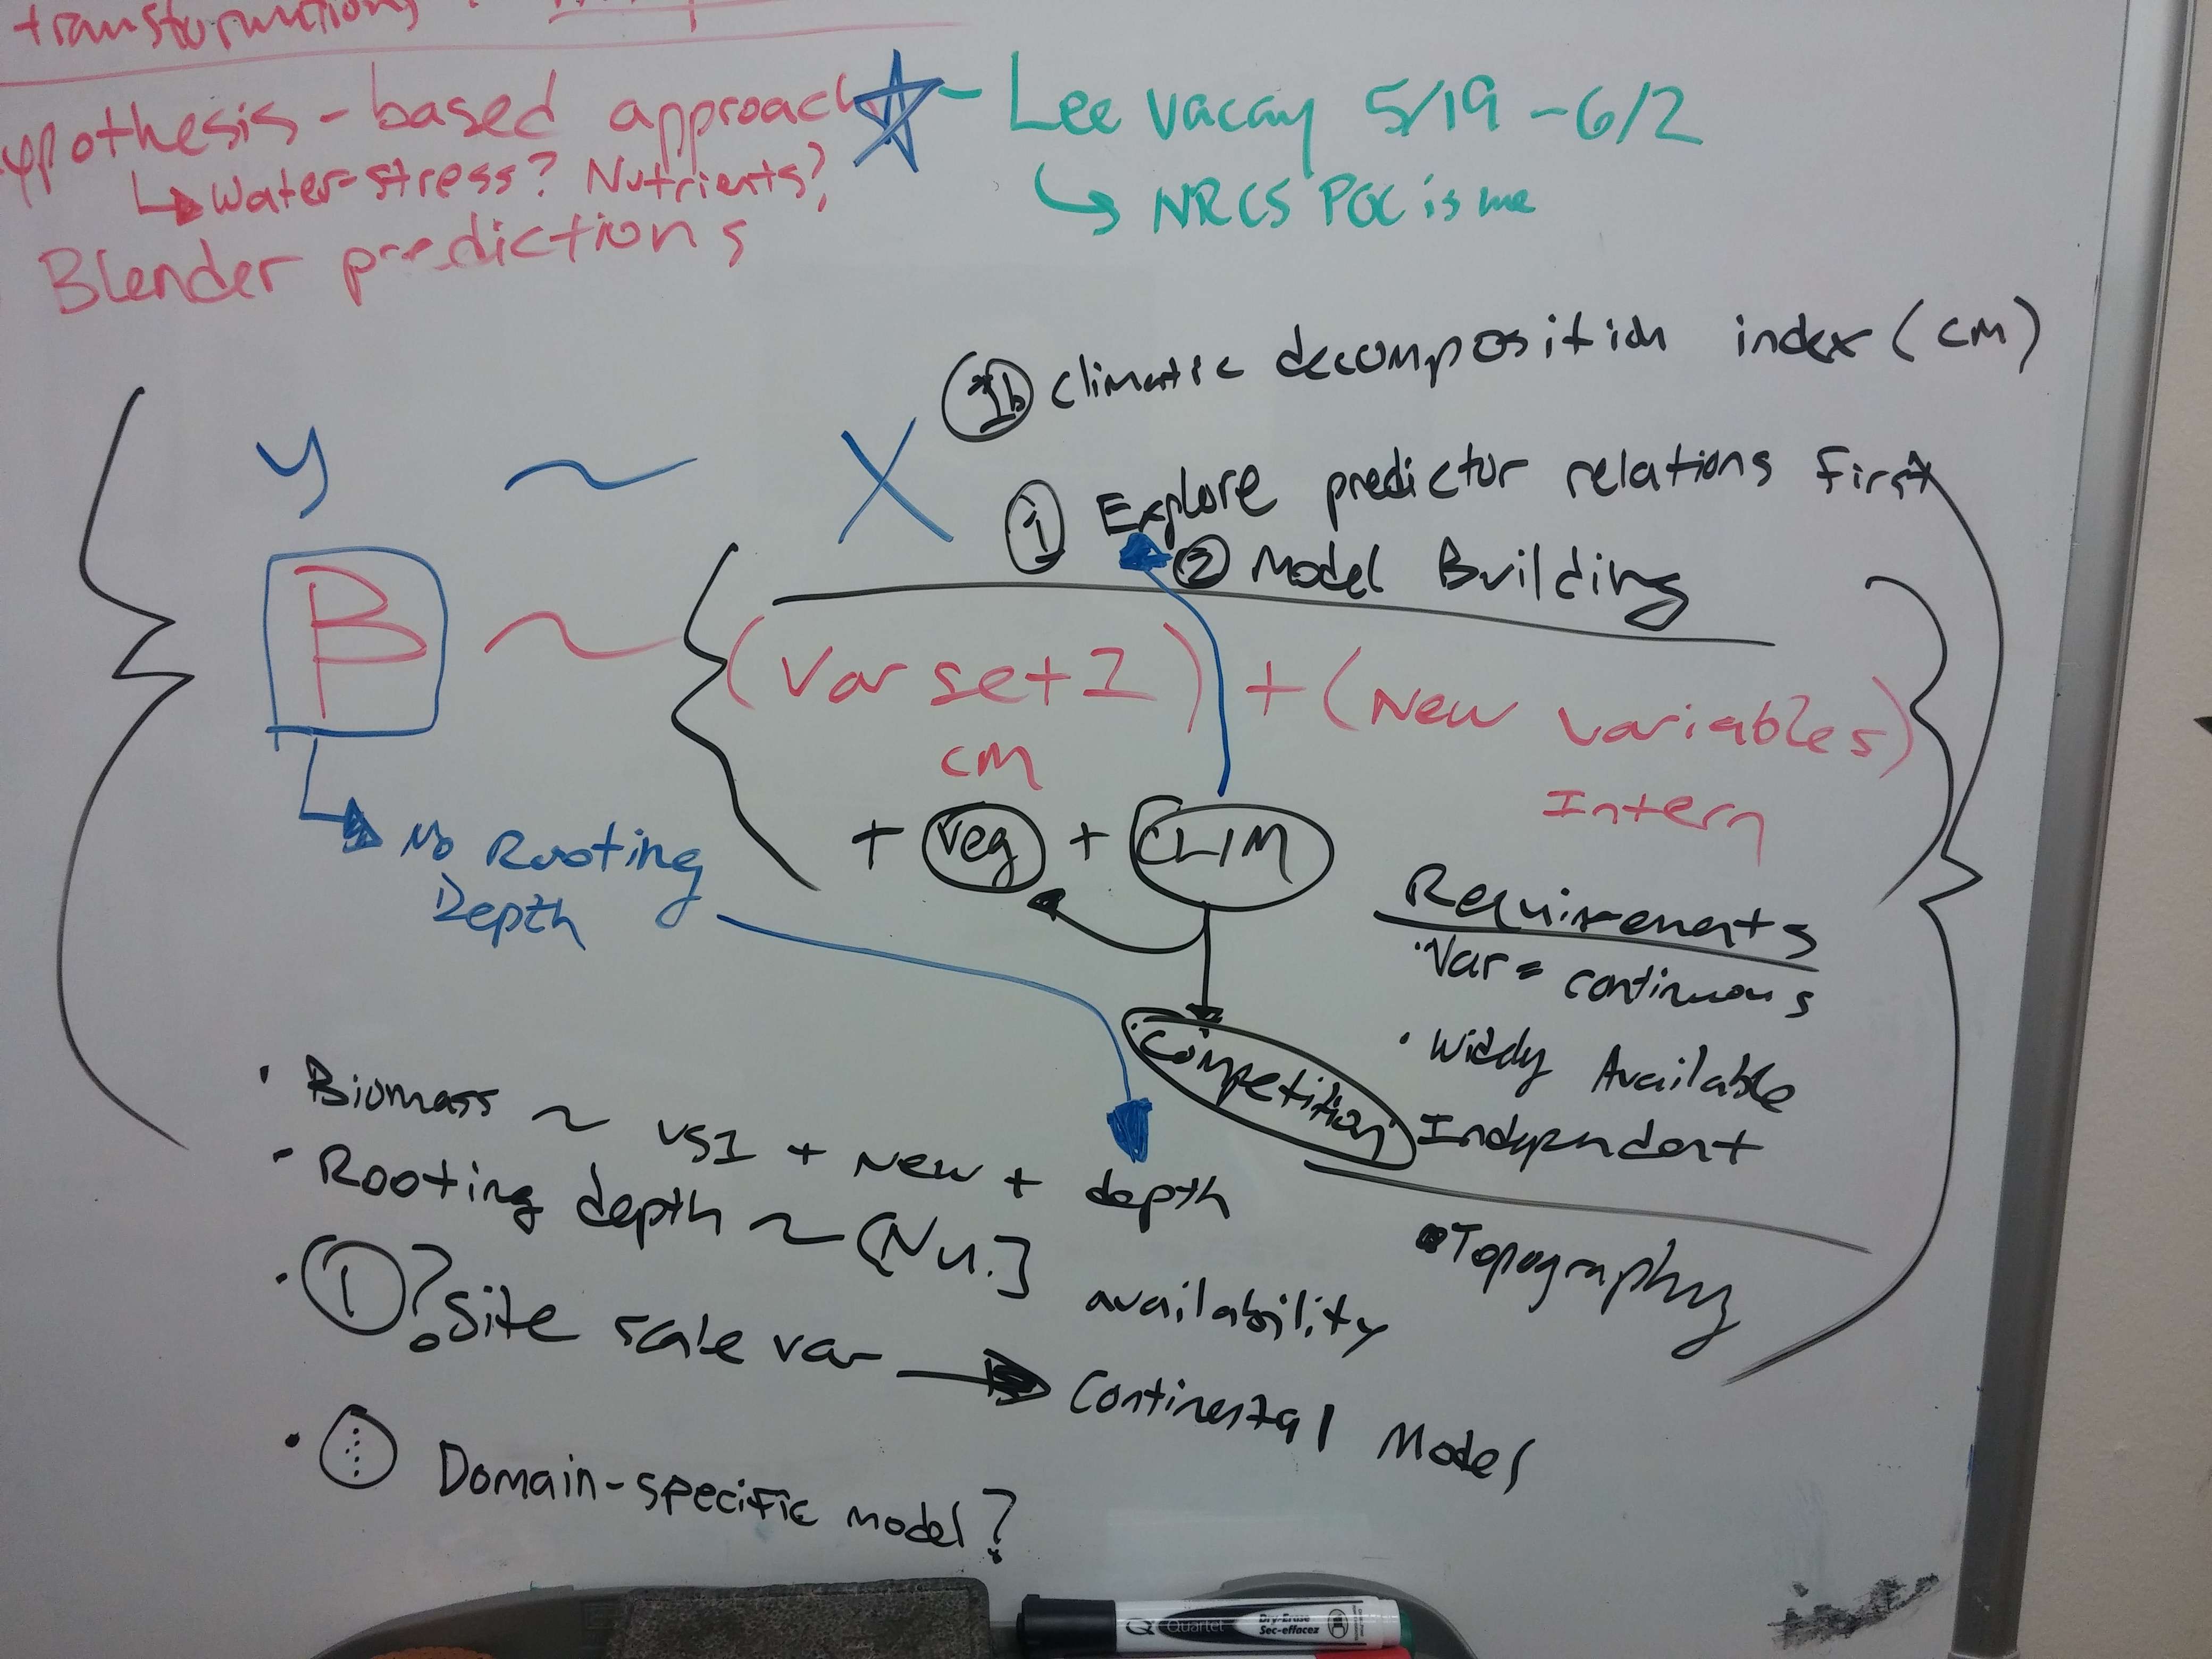 transformations:
ypothesis-based approach
Water-stress? Nutrients?
Blender predictions
- Lee vacay 5/19 - 6/2
NRCS POC is me
1b Climatic decomposition index (CM)
y ~ X
1 Explore predictor relations first
2 Model Building
β ~ (Var set 1) + (New variables)
CM
Intern
+ veg + CLIM
No Rooting
Depth
Requirements
• Var = continuous
• Widely Available
Independent
Competition
• Topography
• Biomass ~ VS1 + New + depth
• Rooting depth ~ [Nu.] availability
• 1 ? Site scale var → Continental Model
• Domain-specific model?
Quartet
Dry-Erase
Sec-effacez